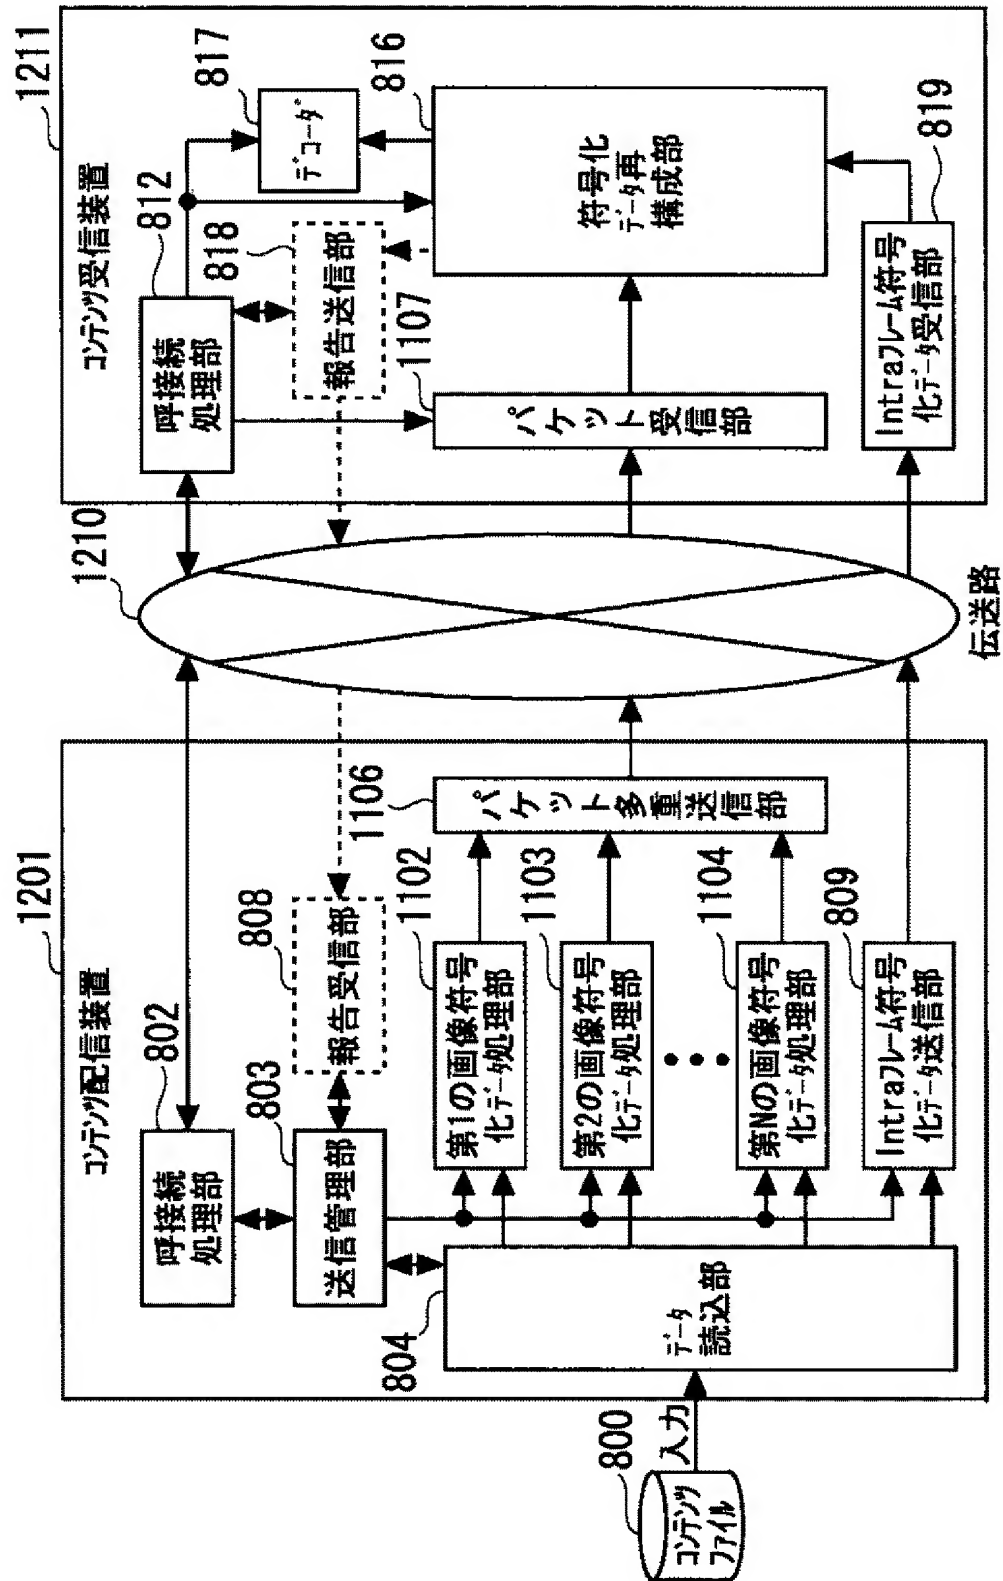 1201
コンテンツ配信装置
802
呼接続
処理部
803
送信管理部
808
報告受信部
804
データ
読込部
800
コンテンツ
ファイル
入力
1102
第1の画像符号
化データ処理部
1103
第2の画像符号
化データ処理部
1104
第Nの画像符号
化データ処理部
809
Intraフレーム符号
化データ送信部
1106
パケット多重送信部
1210
伝送路
1211
コンテンツ受信装置
812
呼接続
処理部
818
報告送信部
817
デコーダ
1107
パケット受信部
816
符号化
データ再
構成部
819
Intraフレーム符号
化データ受信部